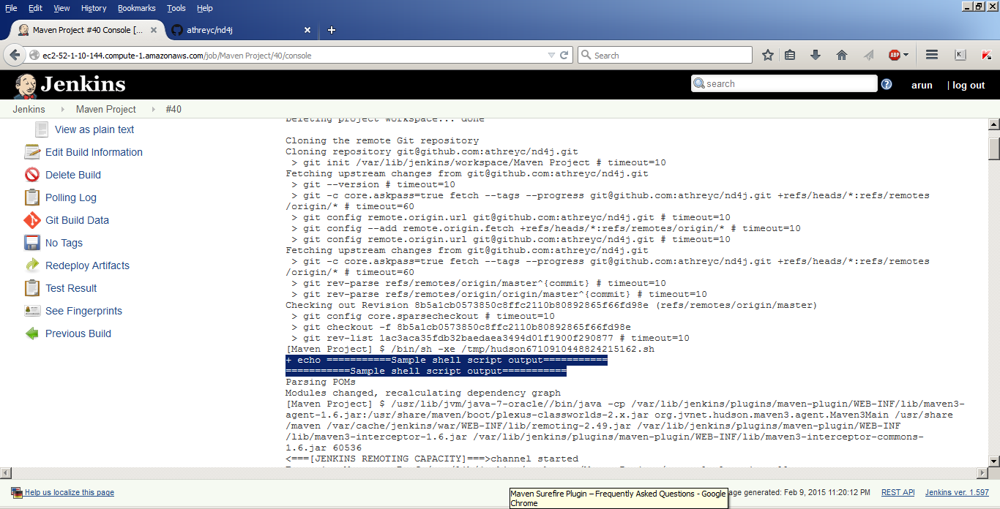 File Edit View History Bookmarks Tools Help
Maven Project #40 Console [... × athreyc/nd4j × +
ec2-52-1-10-144.compute-1.amazonaws.com/job/Maven Project/40/console Search ABP K
Jenkins search ? arun | log out
Jenkins Maven Project #40
Deleting project workspace... done
View as plain text
Edit Build Information
Delete Build
Polling Log
Git Build Data
No Tags
Redeploy Artifacts
Test Result
See Fingerprints
Previous Build
Cloning the remote Git repository
Cloning repository git@github.com:athreyc/nd4j.git
> git init /var/lib/jenkins/workspace/Maven Project # timeout=10
Fetching upstream changes from git@github.com:athreyc/nd4j.git
> git --version # timeout=10
> git -c core.askpass=true fetch --tags --progress git@github.com:athreyc/nd4j.git +refs/heads/*:refs/remotes
/origin/* # timeout=60
> git config remote.origin.url git@github.com:athreyc/nd4j.git # timeout=10
> git config --add remote.origin.fetch +refs/heads/*:refs/remotes/origin/* # timeout=10
> git config remote.origin.url git@github.com:athreyc/nd4j.git # timeout=10
Fetching upstream changes from git@github.com:athreyc/nd4j.git
> git -c core.askpass=true fetch --tags --progress git@github.com:athreyc/nd4j.git +refs/heads/*:refs/remotes
/origin/* # timeout=60
> git rev-parse refs/remotes/origin/master^{commit} # timeout=10
> git rev-parse refs/remotes/origin/origin/master^{commit} # timeout=10
Checking out Revision 8b5a1cb0573850c8ffc2110b80892865f66fd98e (refs/remotes/origin/master)
> git config core.sparsecheckout # timeout=10
> git checkout -f 8b5a1cb0573850c8ffc2110b80892865f66fd98e
> git rev-list 1ac3aca35fdb32baedaea3494d01f1900f290877 # timeout=10
[Maven Project] $ /bin/sh -xe /tmp/hudson6710910448824215162.sh
+ echo ===========Sample shell script output===========
===========Sample shell script output===========
Parsing POMs
Modules changed, recalculating dependency graph
[Maven Project] $ /usr/lib/jvm/java-7-oracle//bin/java -cp /var/lib/jenkins/plugins/maven-plugin/WEB-INF/lib/maven3-
agent-1.6.jar:/usr/share/maven/boot/plexus-classworlds-2.x.jar org.jvnet.hudson.maven3.agent.Maven3Main /usr/share
/maven /var/cache/jenkins/war/WEB-INF/lib/remoting-2.49.jar /var/lib/jenkins/plugins/maven-plugin/WEB-INF
/lib/maven3-interceptor-1.6.jar /var/lib/jenkins/plugins/maven-plugin/WEB-INF/lib/maven3-interceptor-commons-
1.6.jar 60536
<===[JENKINS REMOTING CAPACITY]===>channel started
Help us localize this page
Maven Surefire Plugin – Frequently Asked Questions - Google
Chrome
age generated: Feb 9, 2015 11:20:12 PM REST API Jenkins ver. 1.597